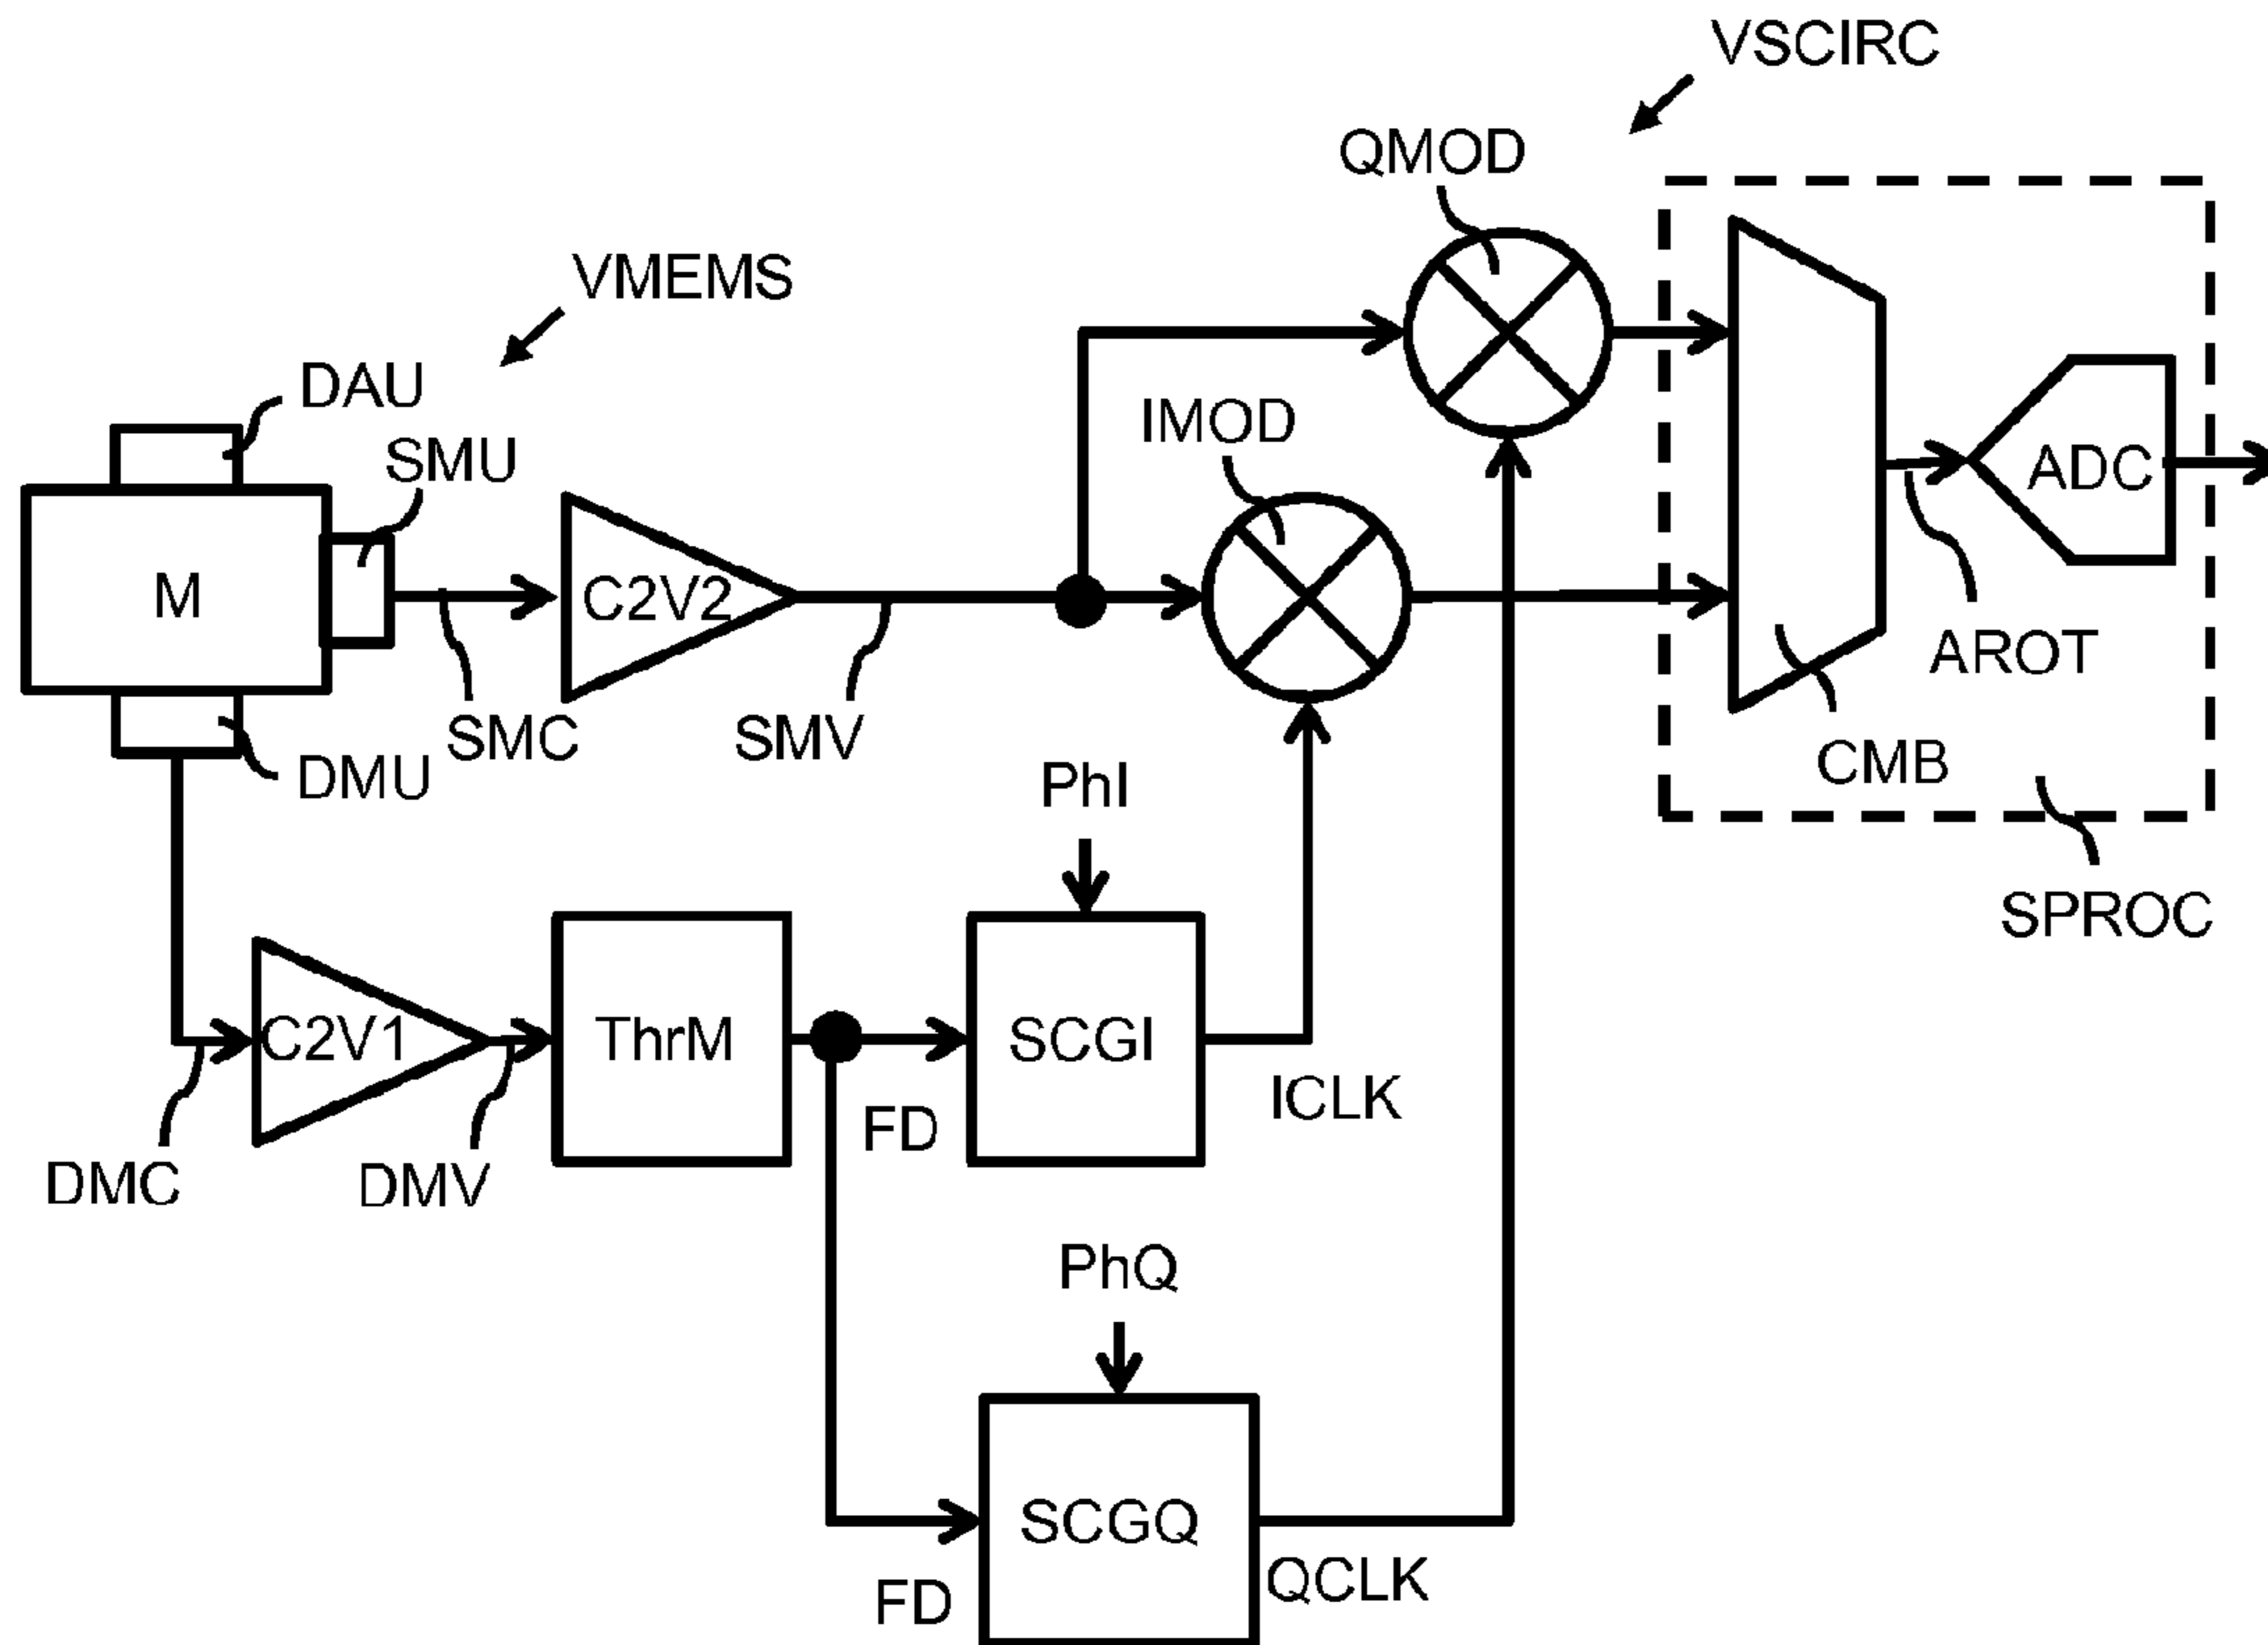 VSCIRC
QMOD
VMEMS
DAU
IMOD
SMU
ADC
M
C2V2
AROT
SMC
SMV
CMB
DMU
PhI
SPROC
C2V1
ThrM
SCGI
ICLK
FD
DMC
DMV
PhQ
SCGQ
QCLK
FD